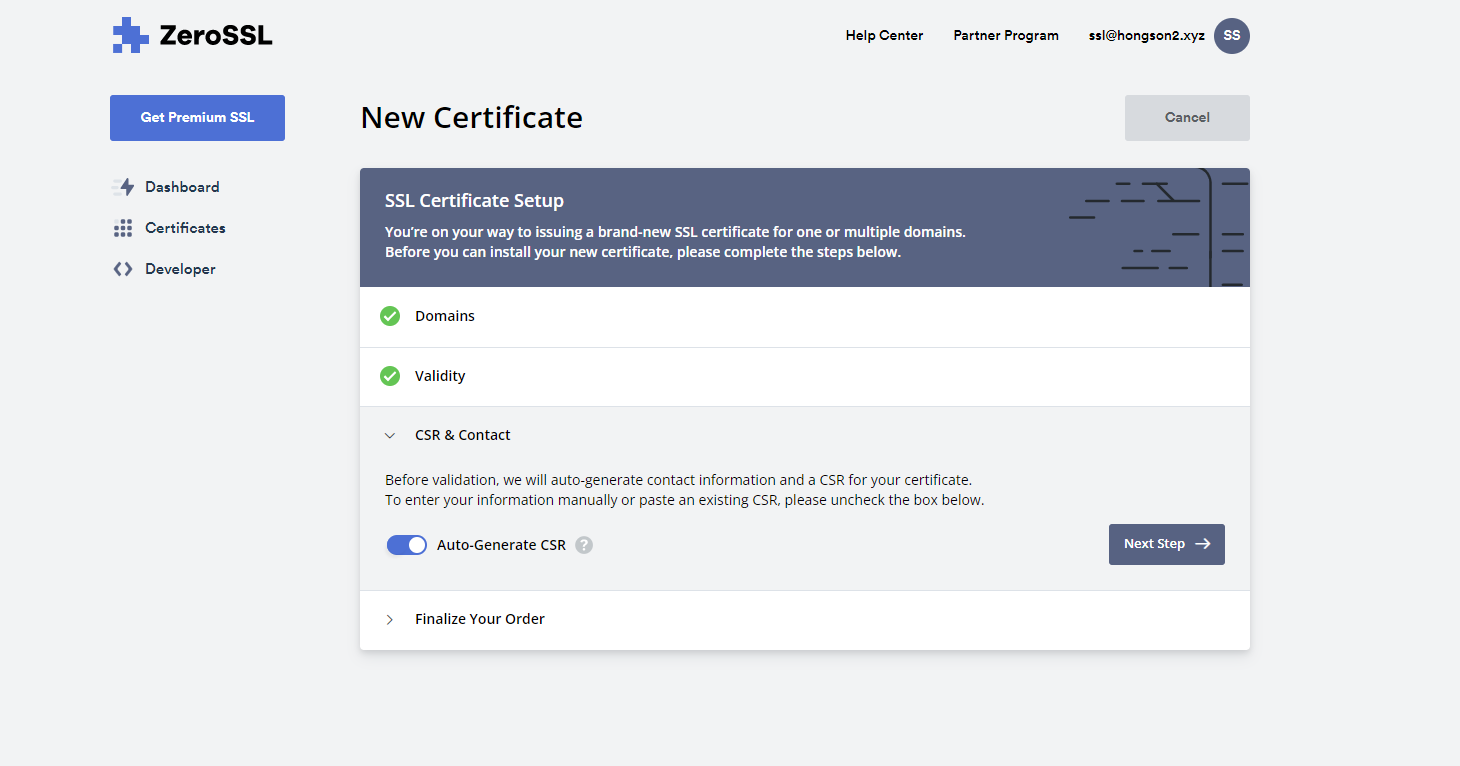 ZeroSSL
Help Center
Partner Program
ssl@hongson2.xyz
SS
Get Premium SSL
New Certificate
Cancel
Dashboard
Certificates
Developer
SSL Certificate Setup
You’re on your way to issuing a brand-new SSL certificate for one or multiple domains.
Before you can install your new certificate, please complete the steps below.
Domains
Validity
CSR & Contact
Before validation, we will auto-generate contact information and a CSR for your certificate.
To enter your information manually or paste an existing CSR, please uncheck the box below.
Auto-Generate CSR ?
Next Step →
Finalize Your Order